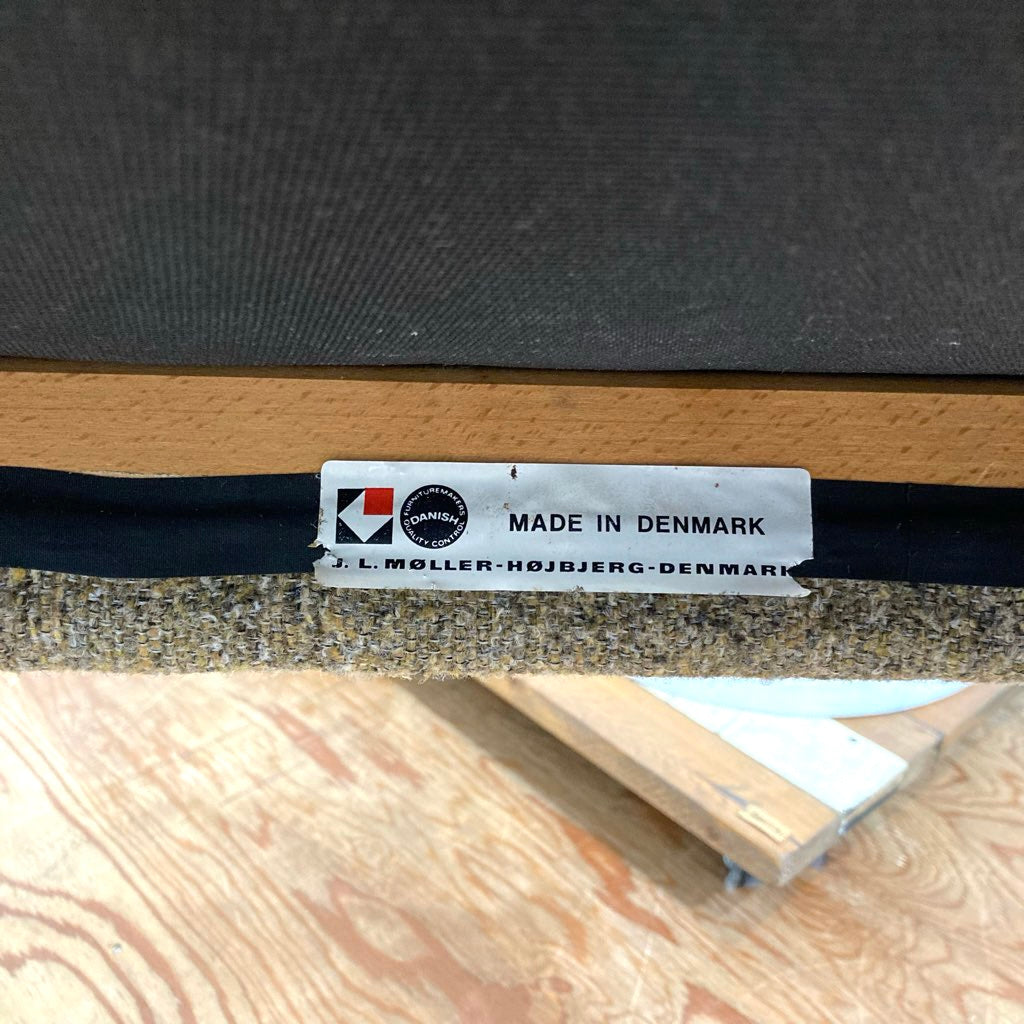 FURNITUREMAKERS
DANISH
QUALITY CONTROL
MADE IN DENMARK
J. L. MØLLER-HØJBJERG-DENMARK